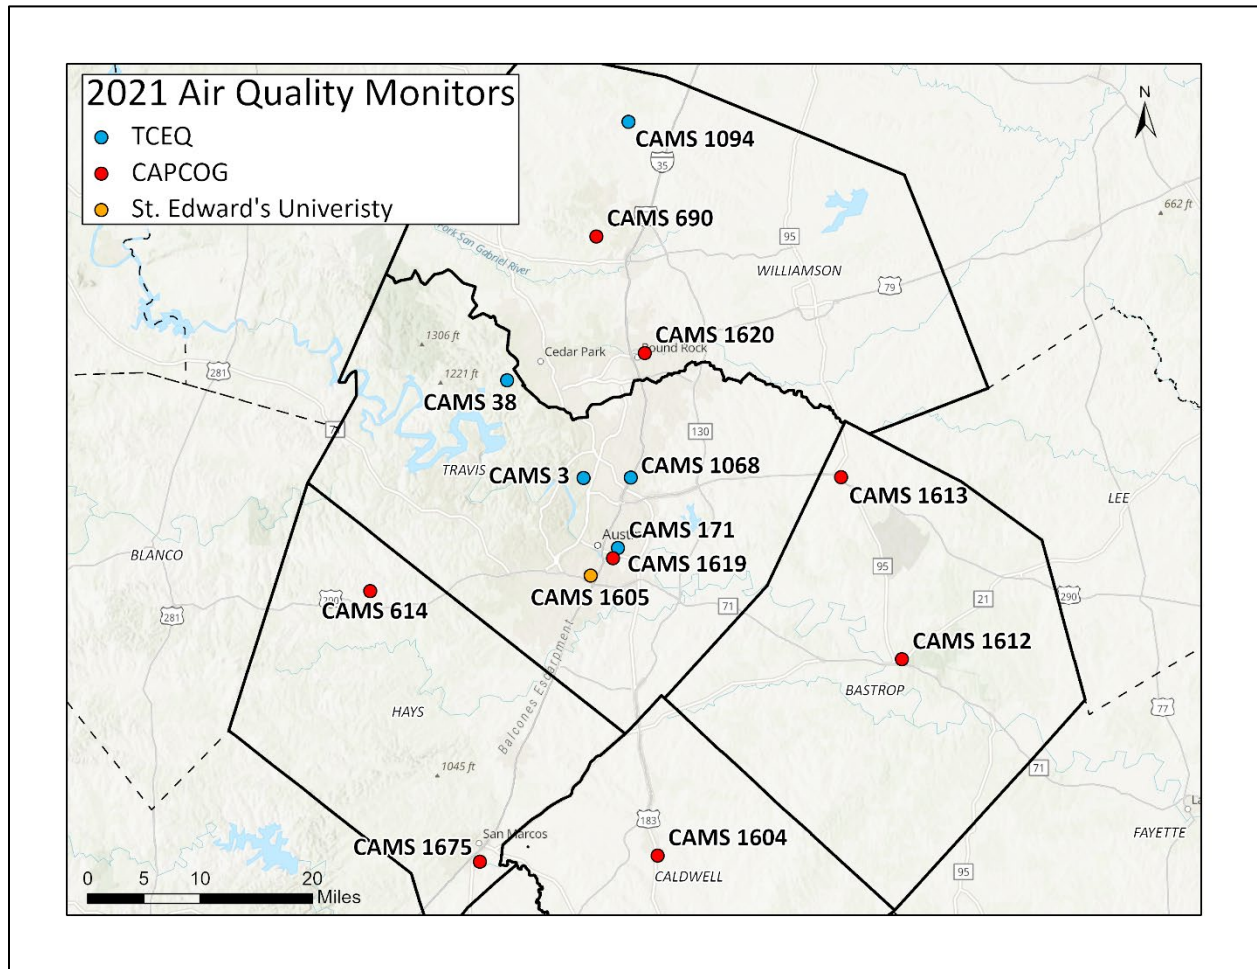 2021 Air Quality Monitors
TCEQ
CAPCOG
St. Edward's Univeristy
N
CAMS 1094
35
662 ft
CAMS 690
95
WILLIAMSON
79
1306 ft
CAMS 1620
Cedar Park
Round Rock
281
1221 ft
CAMS 38
130
TRAVIS
CAMS 3
CAMS 1068
CAMS 1613
LEE
CAMS 171
Austin
BLANCO
CAMS 1619
95
CAMS 1605
71
21
290
CAMS 614
290
281
CAMS 1612
Balcones Escarpment
BASTROP
HAYS
77
71
1045 ft
183
San Marcos
CAMS 1604
CAMS 1675
FAYETTE
CALDWELL
95
0 5 10 20
Miles